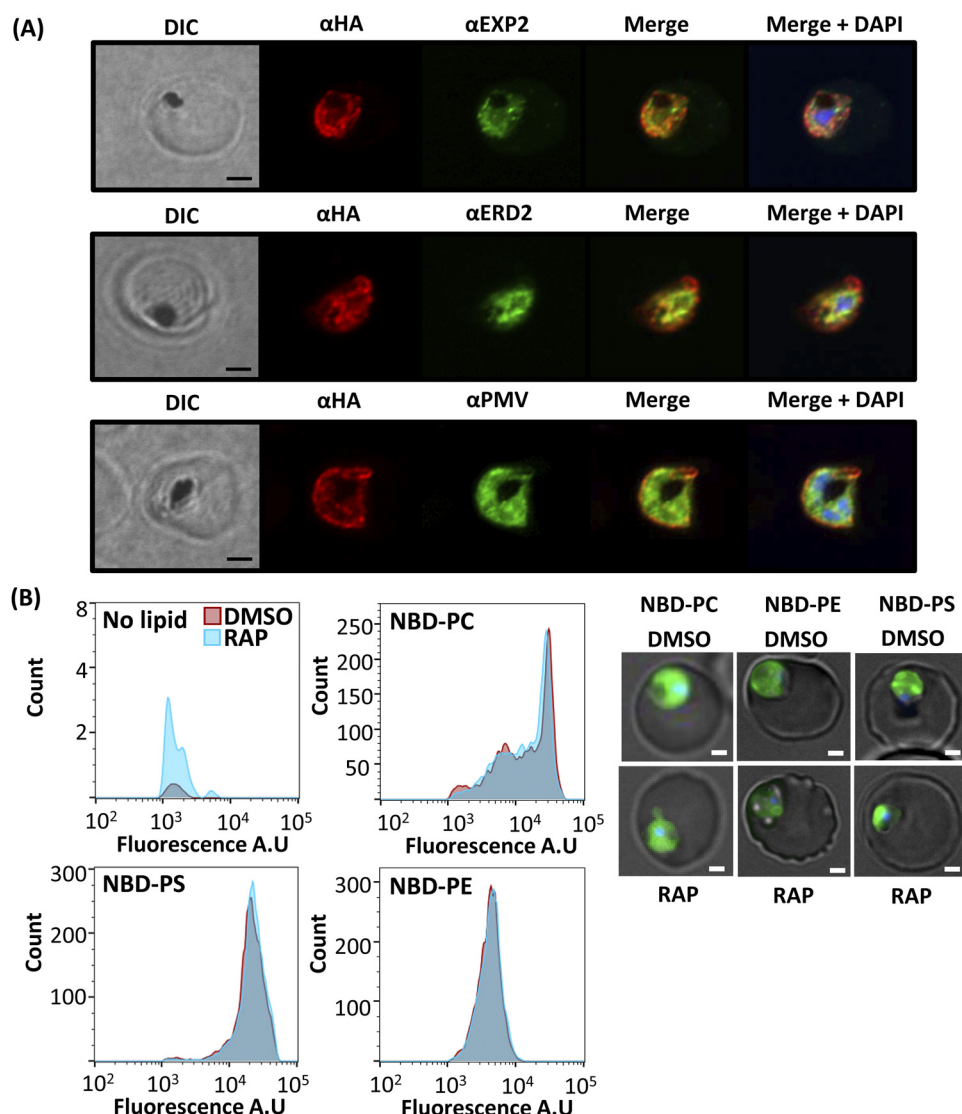 (A)
DIC αHA αEXP2 Merge Merge + DAPI
DIC αHA αERD2 Merge Merge + DAPI
DIC αHA αPMV Merge Merge + DAPI
(B)
No lipid
DMSO
RAP
Count
8
4
2
10² 10³ 10⁴ 10⁵
Fluorescence A.U
NBD-PC
Count
250
200
150
100
50
10² 10³ 10⁴ 10⁵
Fluorescence A.U
NBD-PS
Count
300
200
100
10² 10³ 10⁴ 10⁵
Fluorescence A.U
NBD-PE
Count
300
200
100
10² 10³ 10⁴ 10⁵
Fluorescence A.U
NBD-PC NBD-PE NBD-PS
DMSO DMSO DMSO
RAP RAP RAP